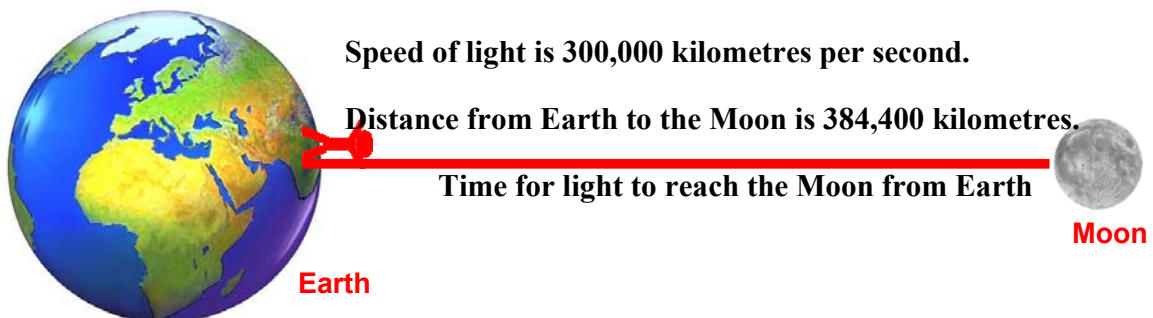 Speed of light is 300,000 kilometres per second.
Distance from Earth to the Moon is 384,400 kilometres.
Time for light to reach the Moon from Earth
Moon
Earth